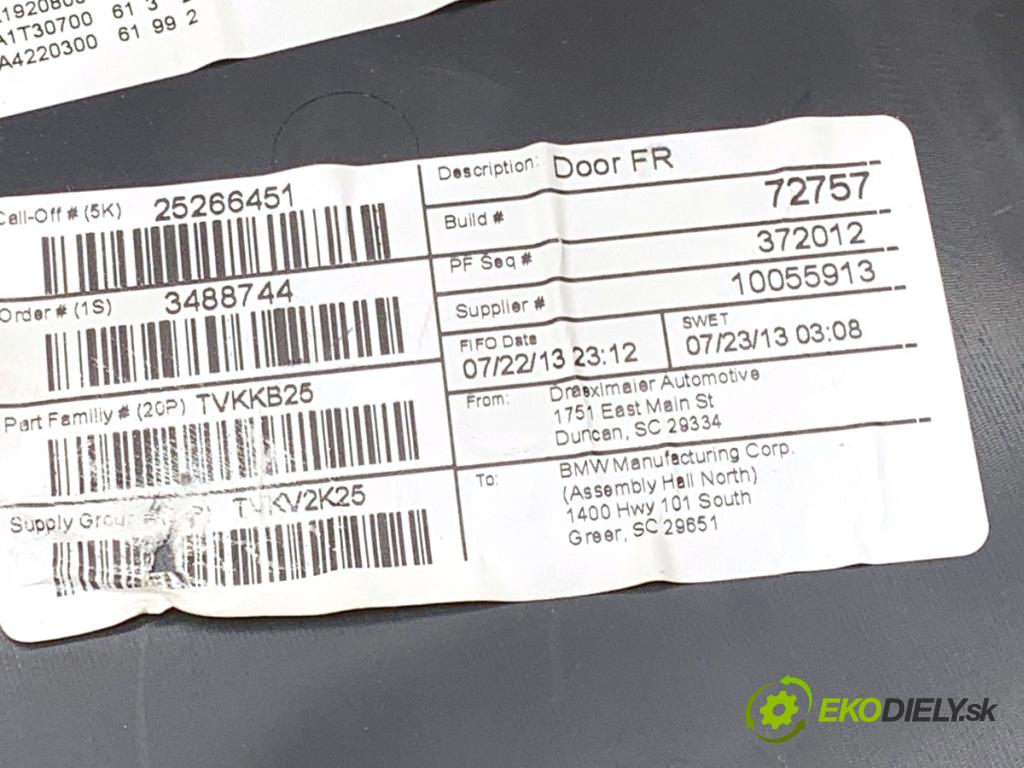 A1T30700 61 3
A4220300 61 99 2
Call-Off # (5K) 25266451
Order # (1S) 3488744
Part Familiy # (20P) TVKKB25
Supply Grou TVKV2K25
Description: Door FR
Build # 72757
PF Seq # 372012
Supplier # 10055913
FIFO Date
07/22/13 23:12
SWET
07/23/13 03:08
From: Draexlmaier Automotive
1751 East Main St
Duncan, SC 29334
To: BMW Manufacturing Corp.
(Assembly Hall North)
1400 Hwy 101 South
Greer, SC 29651
EKODIELY.sk